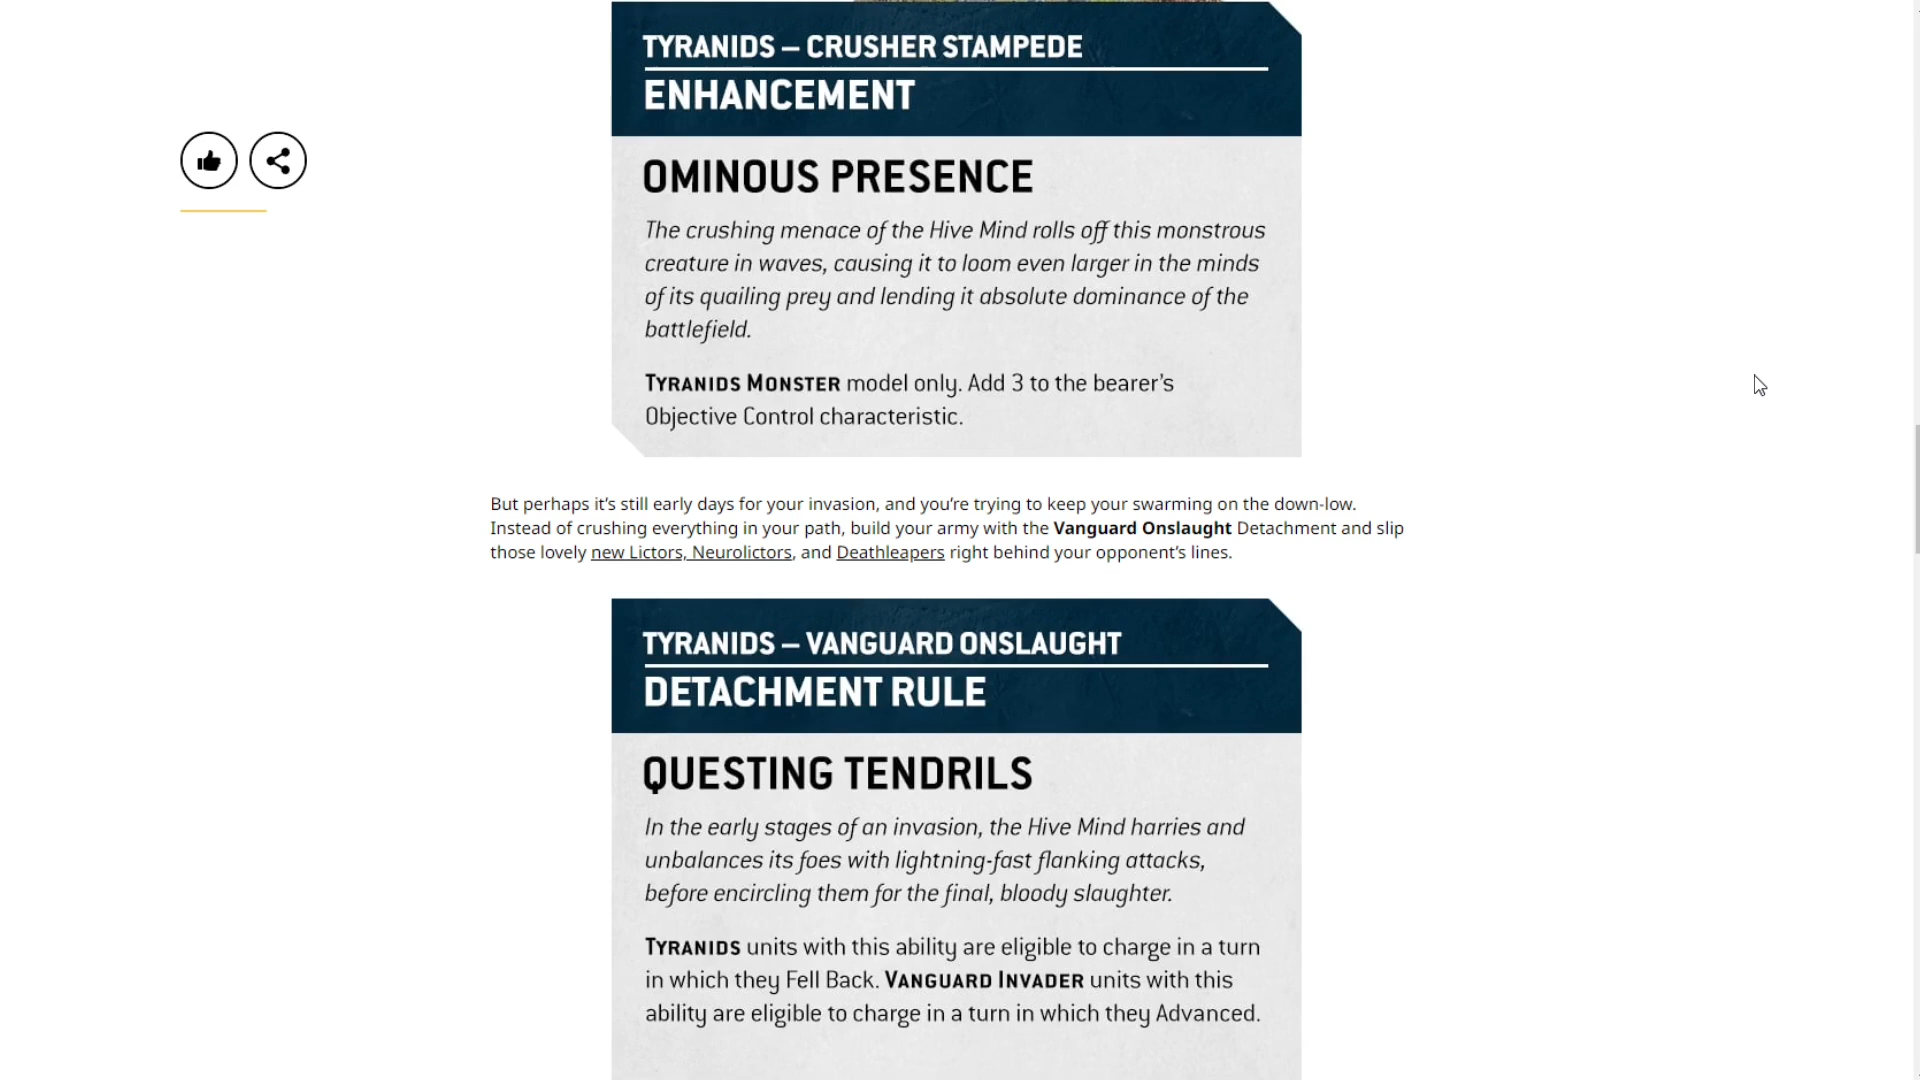 TYRANIDS – CRUSHER STAMPEDE
ENHANCEMENT
OMINOUS PRESENCE
The crushing menace of the Hive Mind rolls off this monstrous
creature in waves, causing it to loom even larger in the minds
of its quailing prey and lending it absolute dominance of the
battlefield.
TYRANIDS MONSTER model only. Add 3 to the bearer’s
Objective Control characteristic.
But perhaps it’s still early days for your invasion, and you’re trying to keep your swarming on the down-low.
Instead of crushing everything in your path, build your army with the Vanguard Onslaught Detachment and slip
those lovely new Lictors, Neurolictors, and Deathleapers right behind your opponent’s lines.
TYRANIDS – VANGUARD ONSLAUGHT
DETACHMENT RULE
QUESTING TENDRILS
In the early stages of an invasion, the Hive Mind harries and
unbalances its foes with lightning-fast flanking attacks,
before encircling them for the final, bloody slaughter.
TYRANIDS units with this ability are eligible to charge in a turn
in which they Fell Back. VANGUARD INVADER units with this
ability are eligible to charge in a turn in which they Advanced.